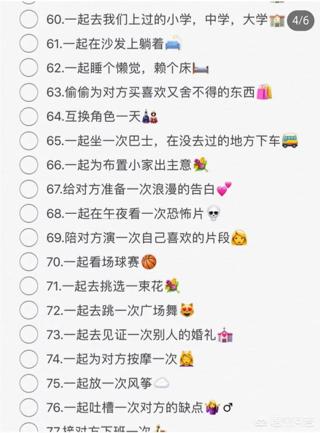 60.一起去我们上过的小学，中学，大学🏫
4/6
61.一起在沙发上躺着🛋️
62.一起睡个懒觉，赖个床🛏️
63.偷偷为对方买喜欢又舍不得的东西🛍️
64.互换角色一天🎎
65.一起坐一次巴士，在没去过的地方下车🚌
66.一起为布置小家出主意💐
67.给对方准备一次浪漫的告白💕
68.一起在午夜看一次恐怖片💀
69.陪对方演一次自己喜欢的片段👩
70.一起看场球赛🏀
71.一起去挑选一束花💐
72.一起去跳一次广场舞😻
73.一起去见证一次别人的婚礼💒
74.一起为对方按摩一次💆
75.一起放一次风筝☁️
76.一起吐槽一次对方的缺点🤷‍♀️♂
77.接对方下班一次